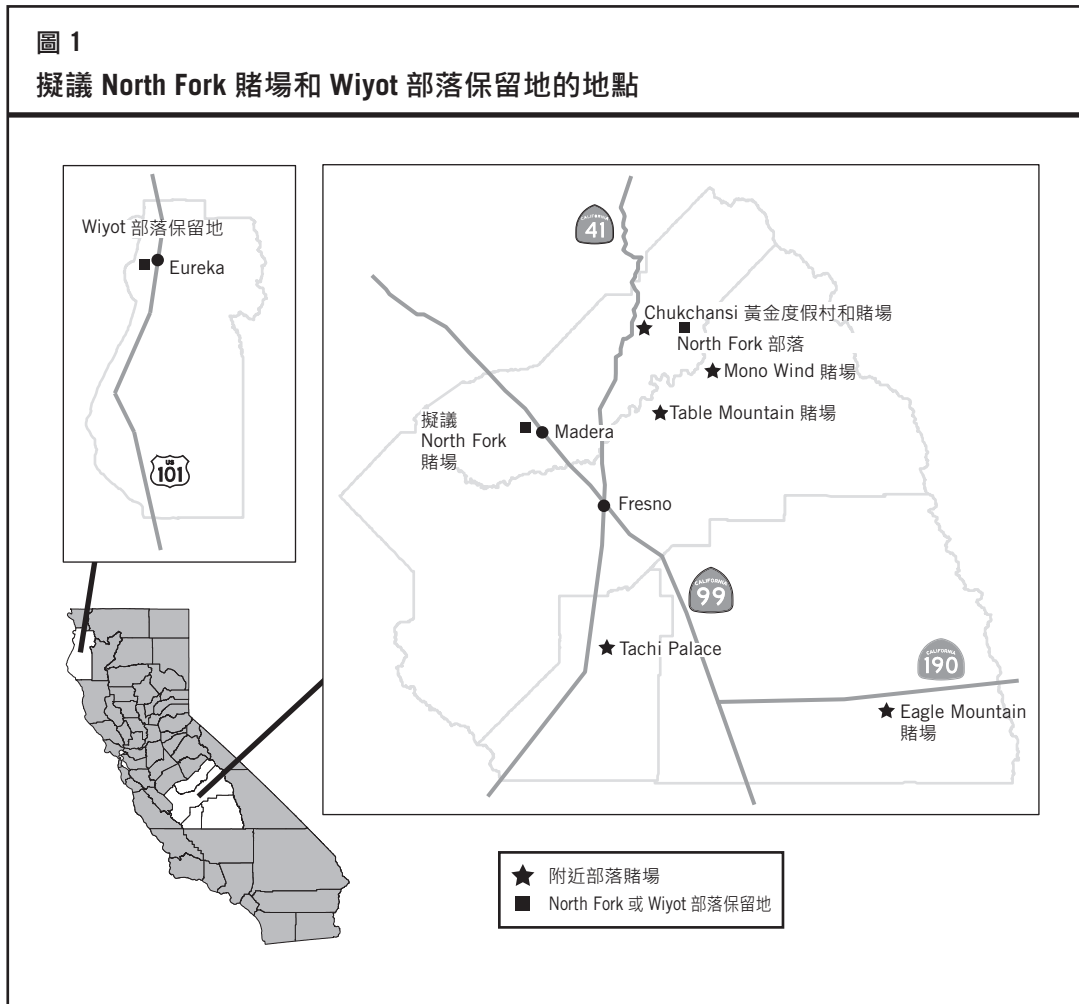 圖 1
擬議 North Fork 賭場和 Wiyot 部落保留地的地點
Wiyot 部落保留地
Eureka
US
101
CALIFORNIA
41
Chukchansi 黃金度假村和賭場
North Fork 部落
Mono Wind 賭場
Table Mountain 賭場
擬議
North Fork
賭場
Madera
Fresno
CALIFORNIA
99
Tachi Palace
CALIFORNIA
190
Eagle Mountain
賭場
附近部落賭場
North Fork 或 Wiyot 部落保留地